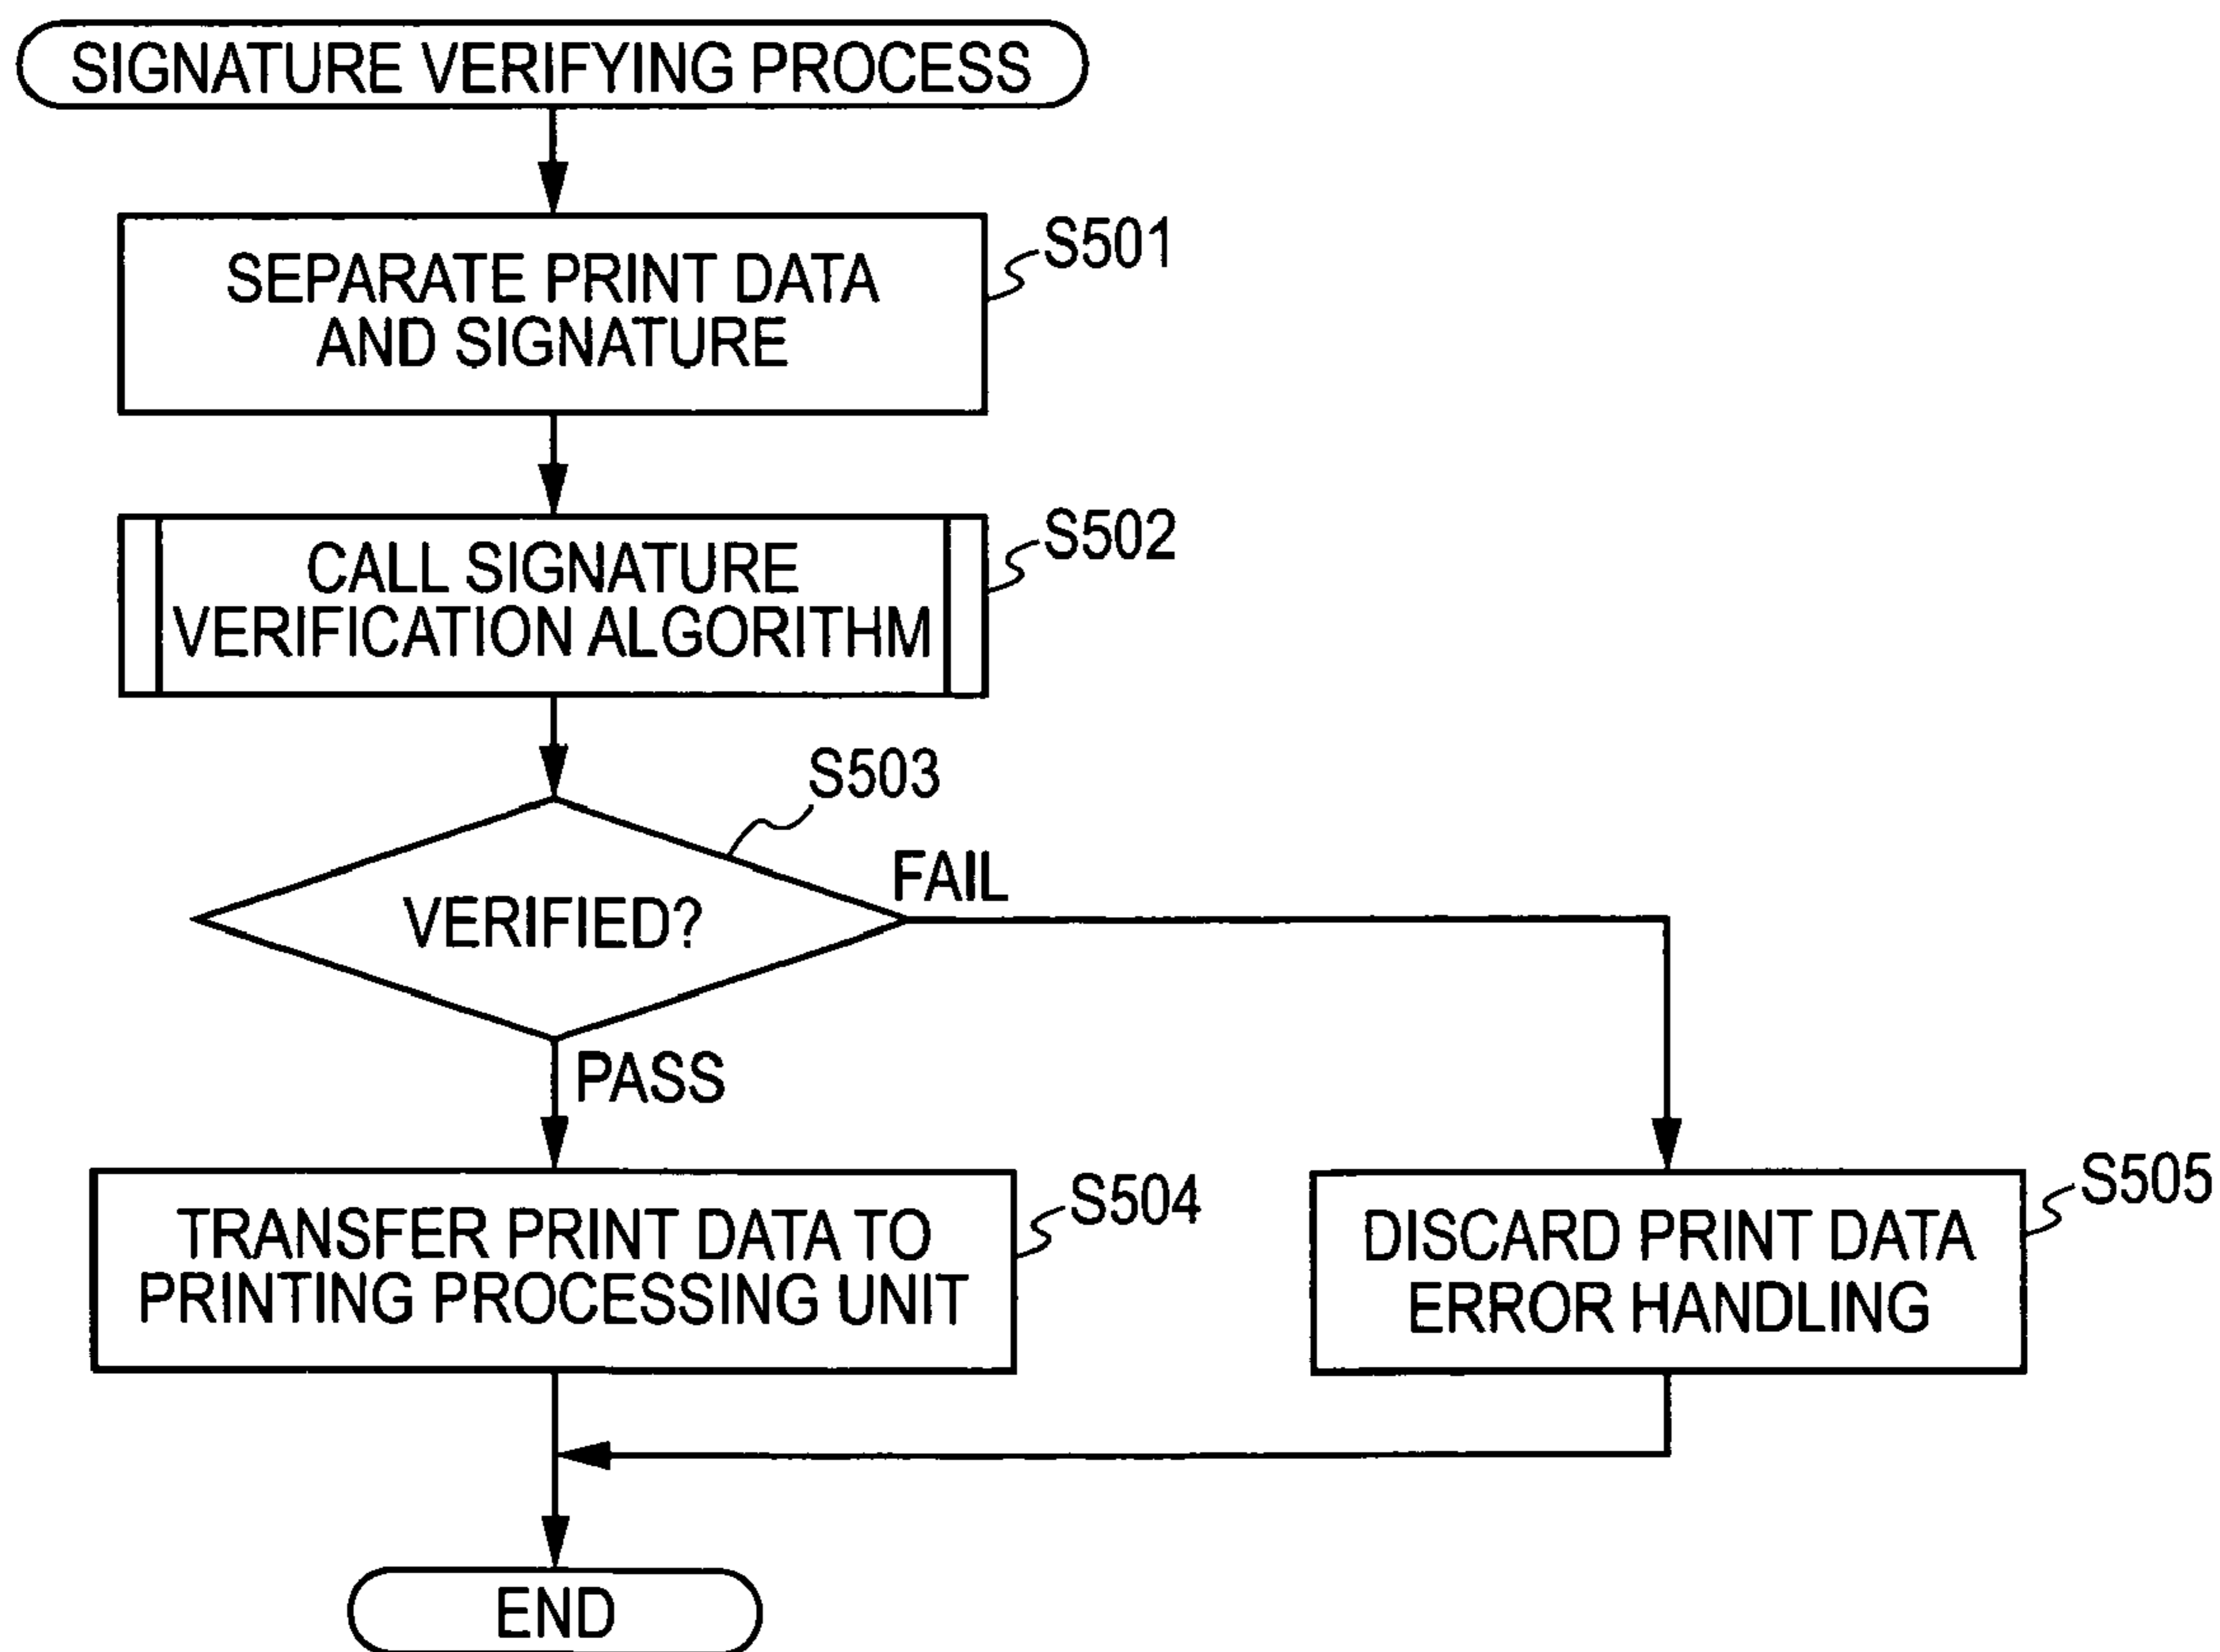 SIGNATURE VERIFYING PROCESS
SEPARATE PRINT DATA
AND SIGNATURE
S501
CALL SIGNATURE
VERIFICATION ALGORITHM
S502
S503
VERIFIED?
FAIL
PASS
TRANSFER PRINT DATA TO
PRINTING PROCESSING UNIT
S504
DISCARD PRINT DATA
ERROR HANDLING
S505
END